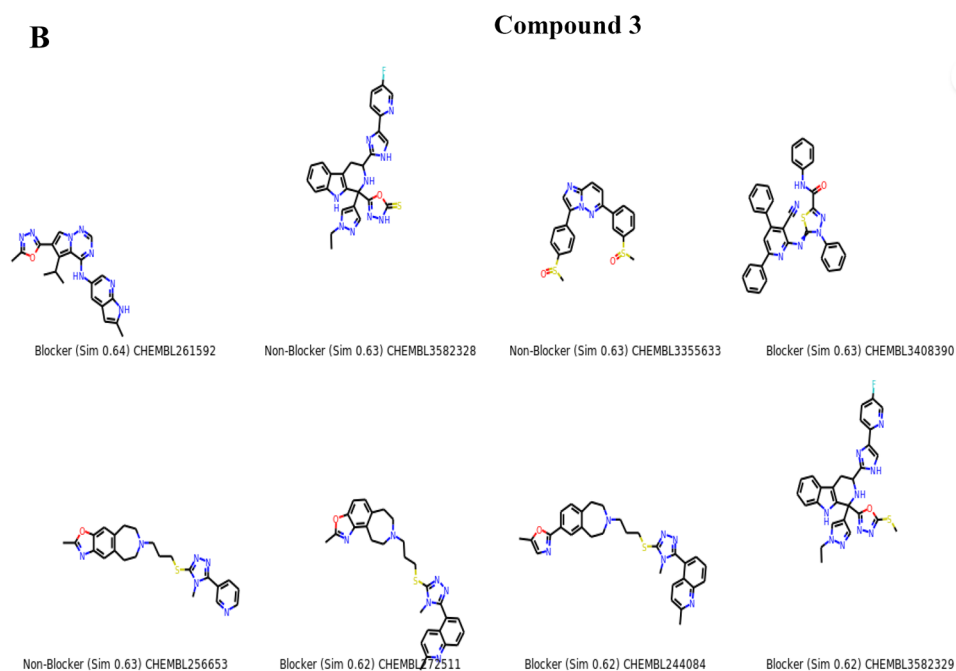 B
Compound 3
Blocker (Sim 0.64) CHEMBL261592
Non-Blocker (Sim 0.63) CHEMBL3582328
Non-Blocker (Sim 0.63) CHEMBL3355633
Blocker (Sim 0.63) CHEMBL3408390
Non-Blocker (Sim 0.63) CHEMBL256653
Blocker (Sim 0.62) CHEMBL272511
Blocker (Sim 0.62) CHEMBL244084
Blocker (Sim 0.62) CHEMBL3582329